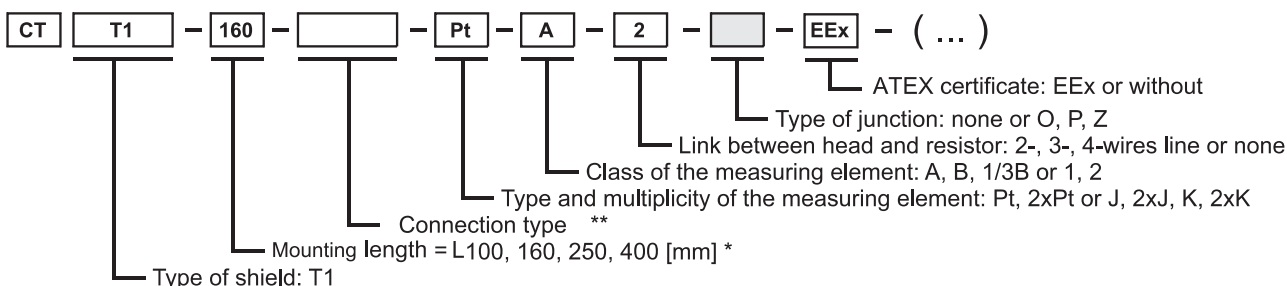 CT T1 – 160 – – Pt – A – 2 – – EEx – (...)
ATEX certificate: EEx or without
Type of junction: none or O, P, Z
Link between head and resistor: 2-, 3-, 4-wires line or none
Class of the measuring element: A, B, 1/3B or 1, 2
Type and multiplicity of the measuring element: Pt, 2xPt or J, 2xJ, K, 2xK
Connection type **
Mounting length = L100, 160, 250, 400 [mm] *
Type of shield: T1